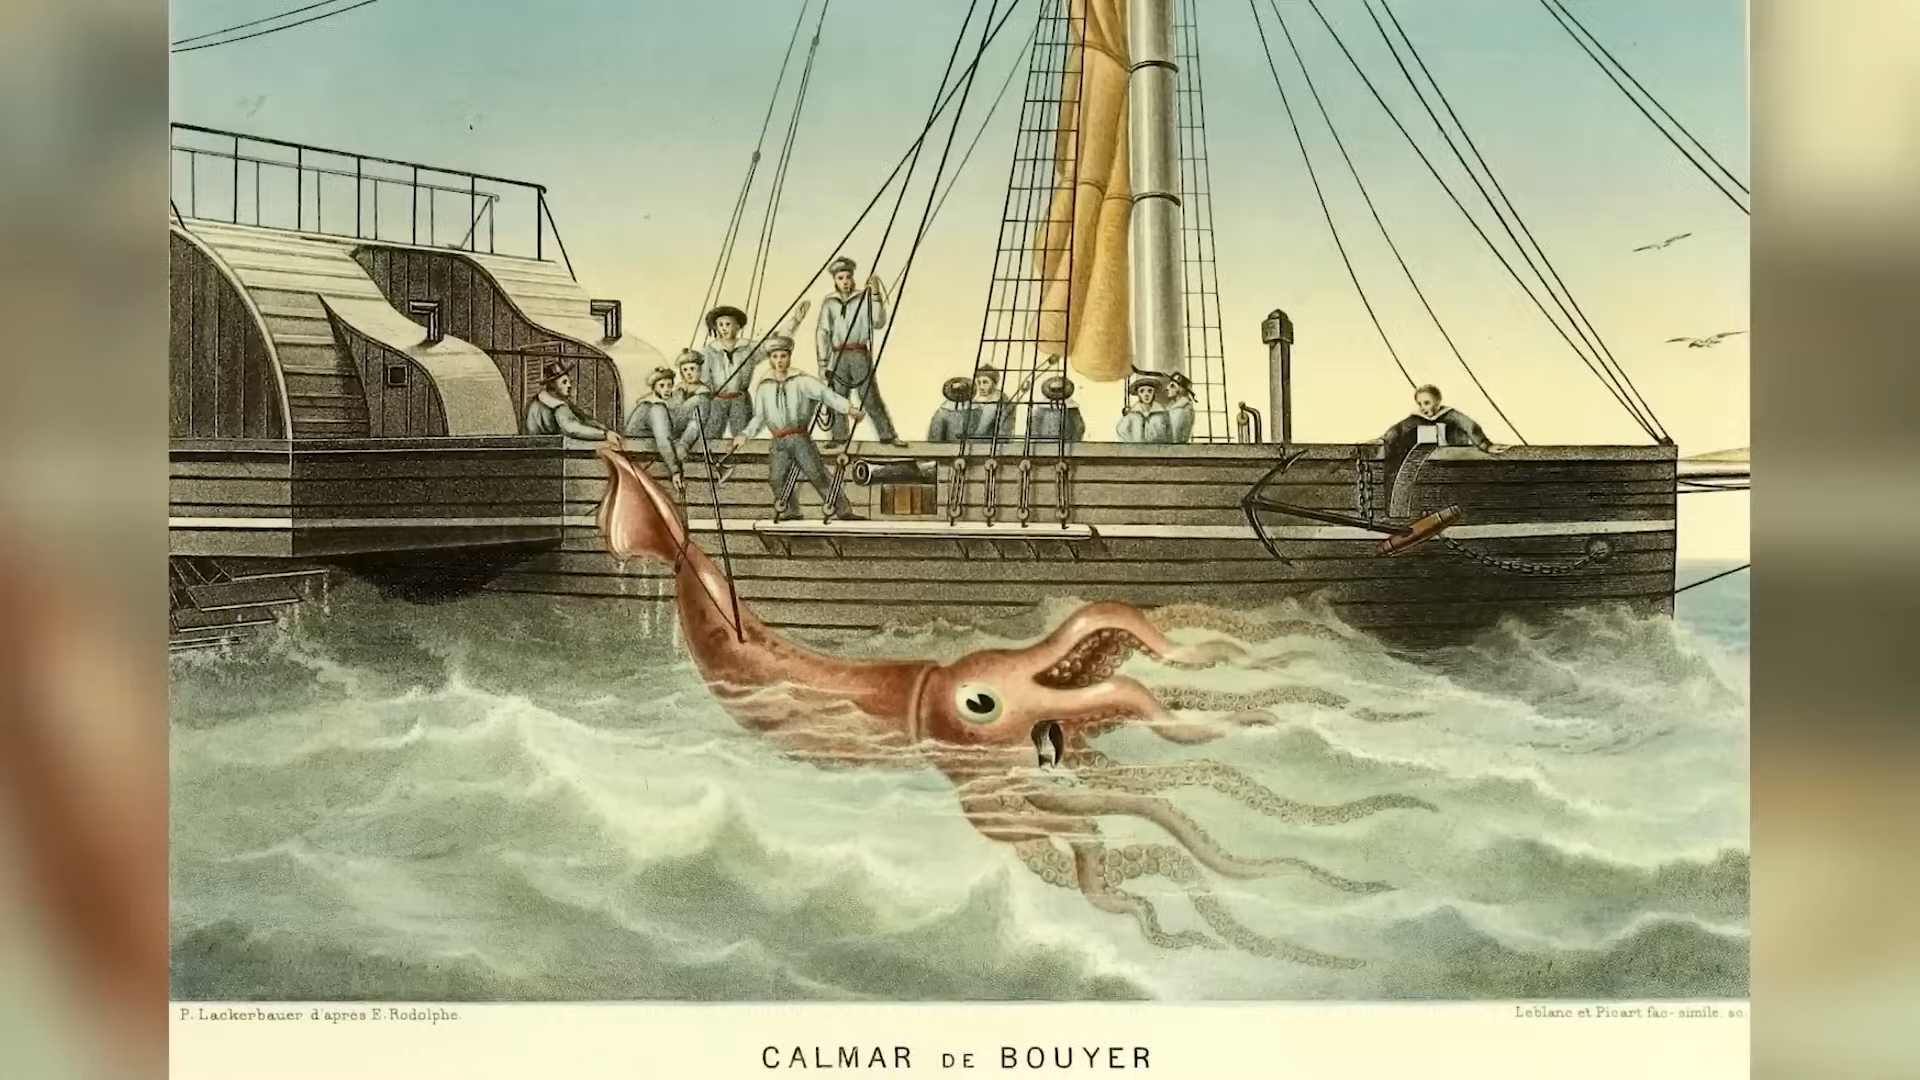 P. Lackerbauer d'après E. Rodolphe.
Leblanc et Picart fac-simile, sc
CALMAR DE BOUYER